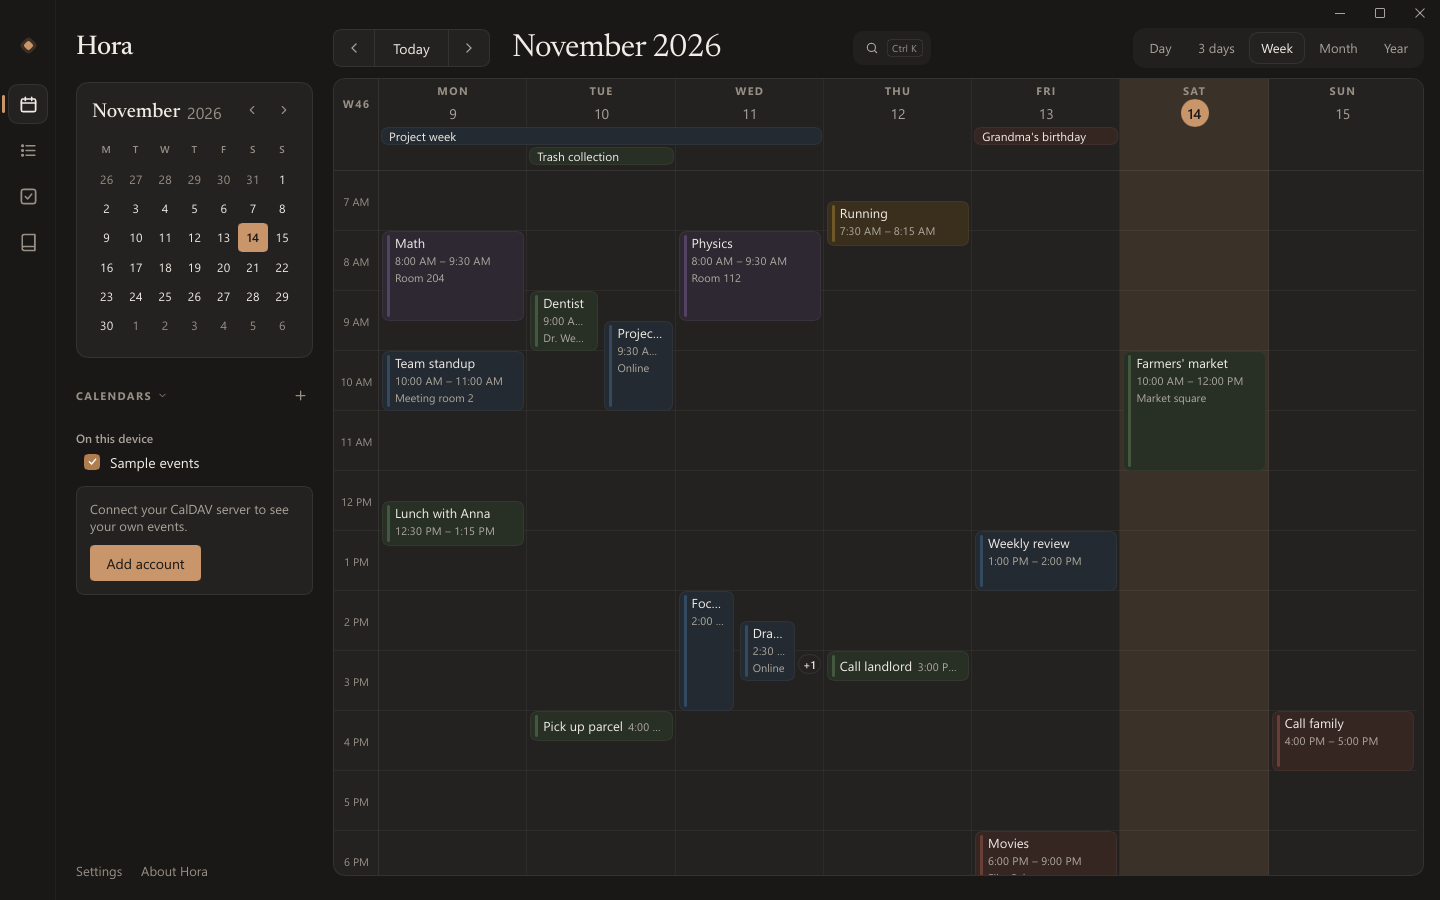 Hora
November 2026
M T W T F S S
26 27 28 29 30 31 1
2 3 4 5 6 7 8
9 10 11 12 13 14 15
16 17 18 19 20 21 22
23 24 25 26 27 28 29
30 1 2 3 4 5 6
CALENDARS
On this device
Sample events
Connect your CalDAV server to see
your own events.
Add account
Settings About Hora
Today
November 2026
Ctrl K
Day 3 days Week Month Year
W46
MON TUE WED THU FRI SAT SUN
9 10 11 12 13 14 15
Project week
Grandma's birthday
Trash collection
7 AM
8 AM
9 AM
10 AM
11 AM
12 PM
1 PM
2 PM
3 PM
4 PM
5 PM
6 PM
Math
8:00 AM – 9:30 AM
Room 204
Team standup
10:00 AM – 11:00 AM
Meeting room 2
Lunch with Anna
12:30 PM – 1:15 PM
Dentist
9:00 A...
Dr. We...
Projec...
9:30 A...
Online
Pick up parcel 4:00 ...
Physics
8:00 AM – 9:30 AM
Room 112
Foc...
2:00 ...
Dra...
2:30 ...
Online
+1
Running
7:30 AM – 8:15 AM
Call landlord 3:00 P...
Weekly review
1:00 PM – 2:00 PM
Movies
6:00 PM – 9:00 PM
Farmers' market
10:00 AM – 12:00 PM
Market square
Call family
4:00 PM – 5:00 PM